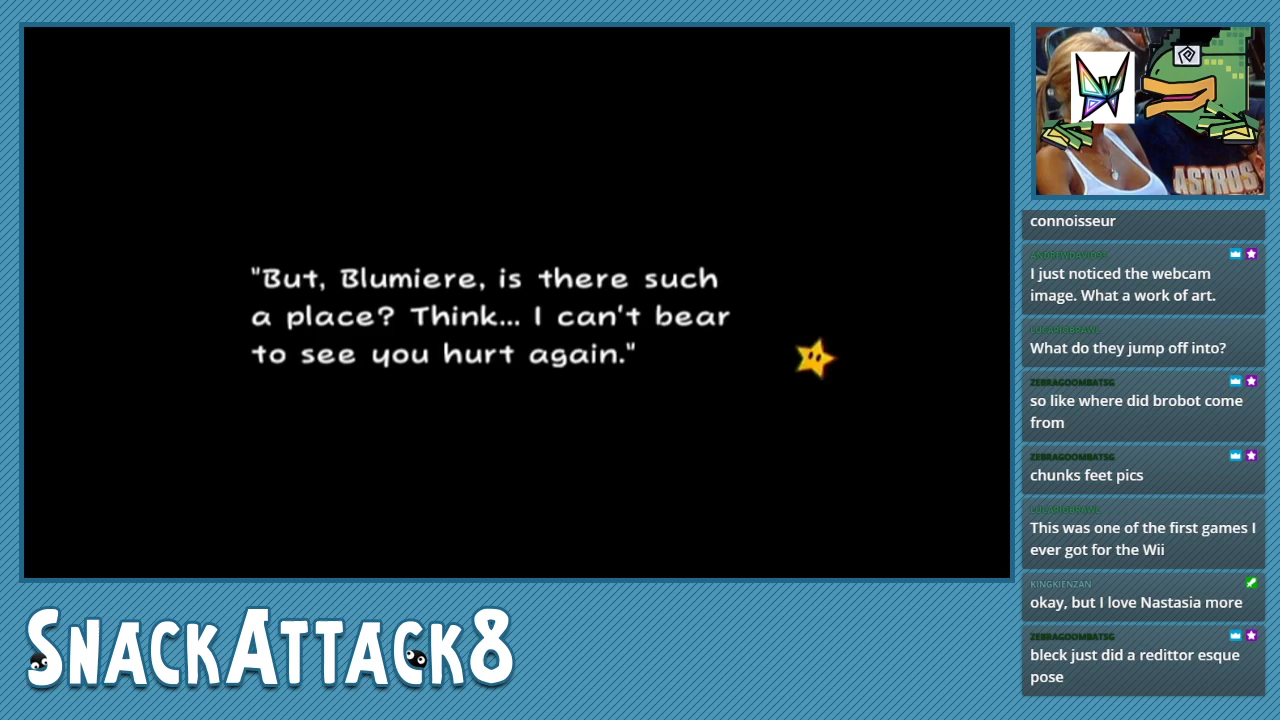 "But, Blumiere, is there such
a place? Think... I can't bear
to see you hurt again."
ASTROS
connoisseur
I just noticed the webcam
image. What a work of art.
What do they jump off into?
ZEBRAGOOMBATSG
so like where did brobot come
from
ZEBRAGOOMBATSG
chunks feet pics
This was one of the first games I
ever got for the Wii
KINGKIENZAN
okay, but I love Nastasia more
ZEBRAGOOMBATSG
bleck just did a redittor esque
pose
SNACKATTACK8